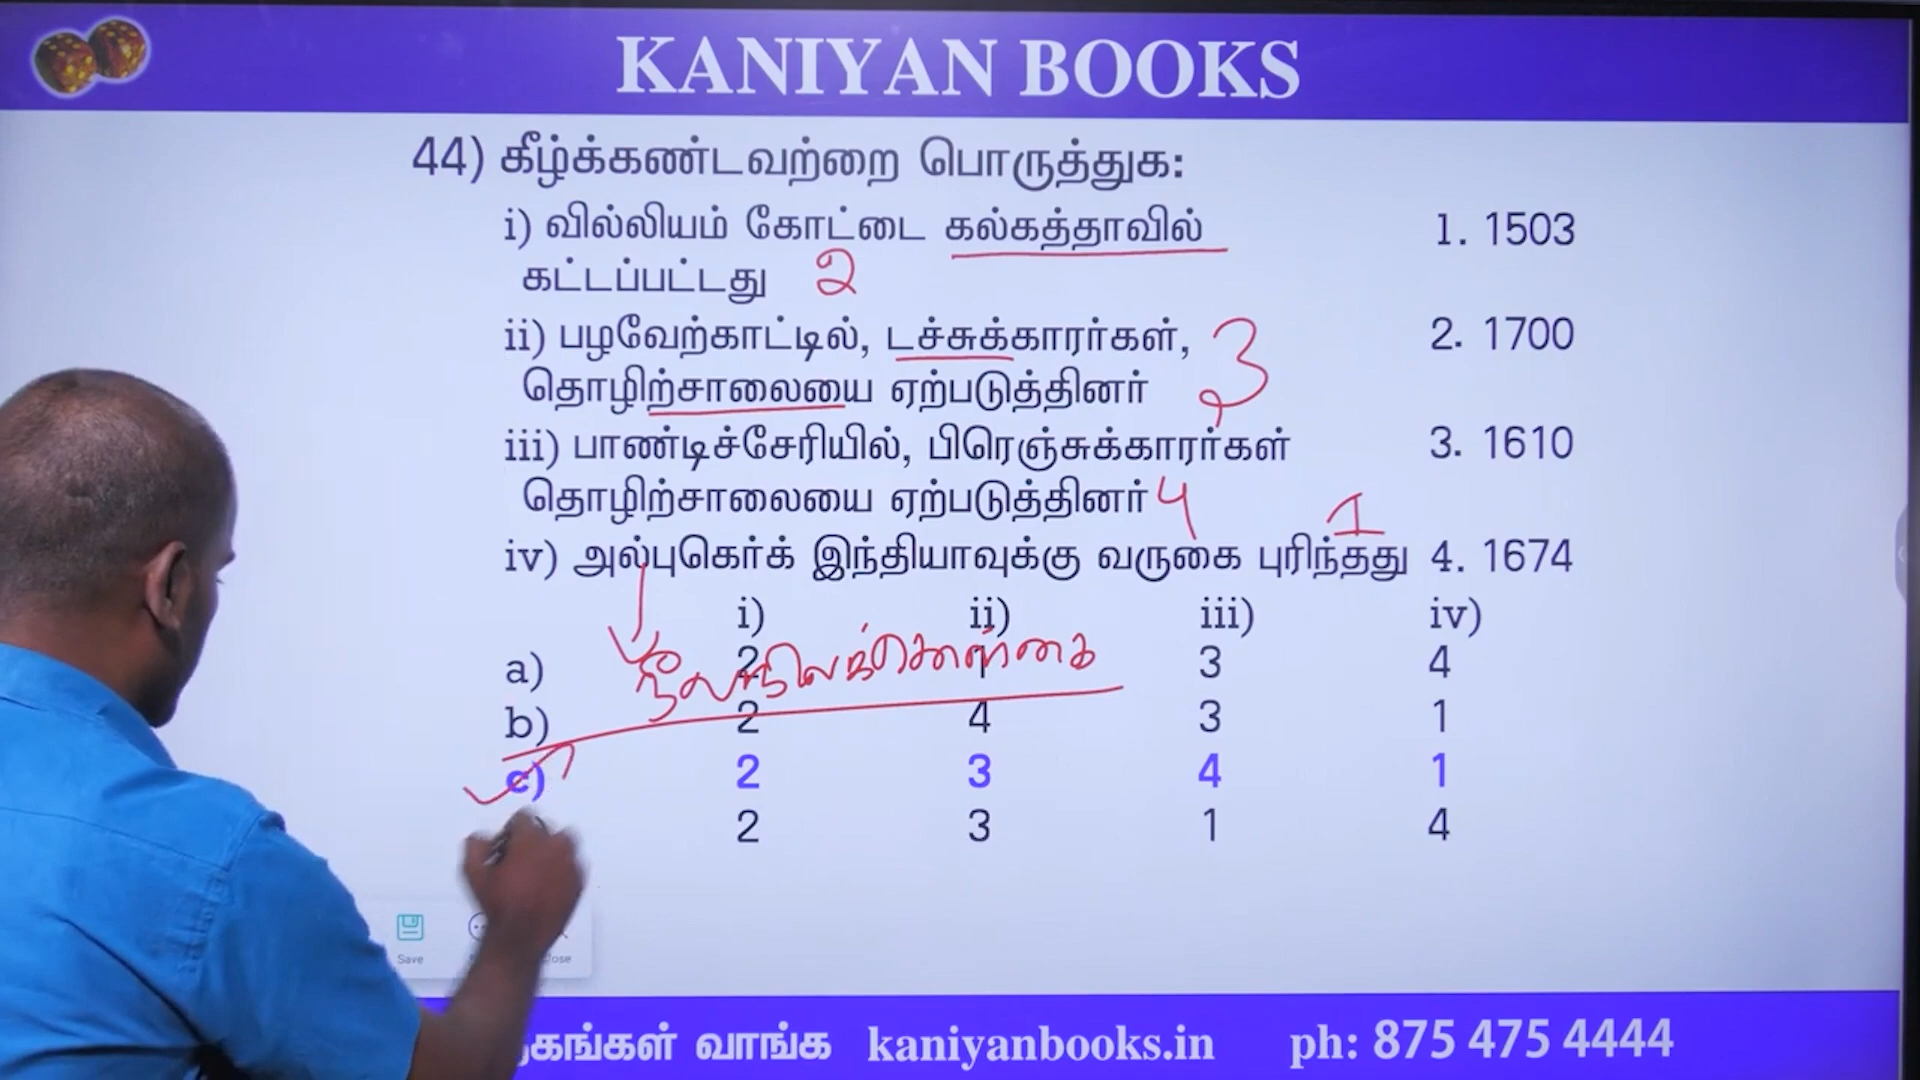 KANIYAN BOOKS
44) கீழ்க்கண்டவற்றை பொருத்துக:
i) வில்லியம் கோட்டை கல்கத்தாவில் 1. 1503
கட்டப்பட்டது 2
ii) பழவேற்காட்டில், டச்சுக்காரர்கள், 3 2. 1700
தொழிற்சாலையை ஏற்படுத்தினர்
iii) பாண்டிச்சேரியில், பிரெஞ்சுக்காரர்கள் 3. 1610
தொழிற்சாலையை ஏற்படுத்தினர் 4 1
iv) அல்புகெர்க் இந்தியாவுக்கு வருகை புரிந்தது 4. 1674
i) ii) iii) iv)
நீலநிலக்கொள்கை
a) 2 1 3 4
b) 2 4 3 1
c) 2 3 4 1
2 3 1 4
Save
வாங்க kaniyanbooks.in ph: 875 475 4444